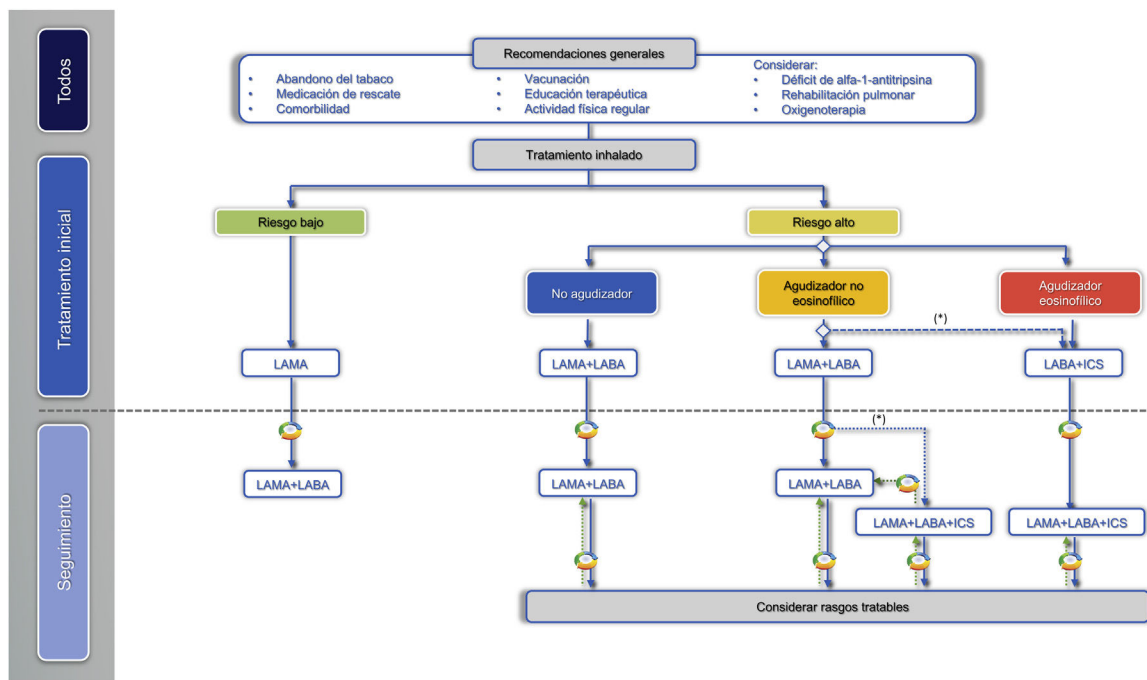 Todos
Recomendaciones generales
• Abandono del tabaco
• Medicación de rescate
• Comorbilidad
• Vacunación
• Educación terapéutica
• Actividad física regular
Considerar:
• Déficit de alfa-1-antitripsina
• Rehabilitación pulmonar
• Oxigenoterapia
Tratamiento inicial
Tratamiento inhalado
Riesgo bajo
Riesgo alto
No agudizador
Agudizador no
eosinofílico
Agudizador
eosinofílico
(*)
LAMA
LAMA+LABA
LAMA+LABA
LABA+ICS
Seguimiento
(*)
LAMA+LABA
LAMA+LABA
LAMA+LABA
LAMA+LABA+ICS
LAMA+LABA+ICS
Considerar rasgos tratables